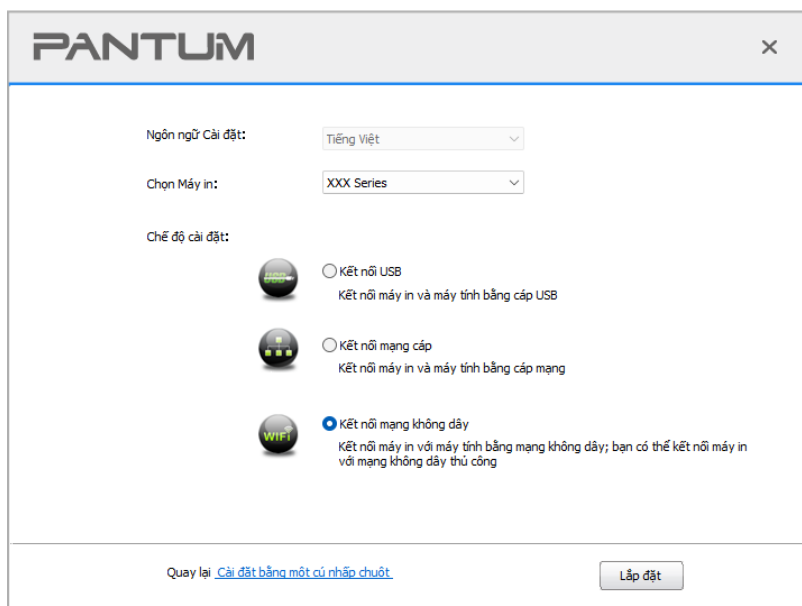 PANTUM
Ngôn ngữ Cài đặt:
Tiếng Việt
Chọn Máy in:
XXX Series
Chế độ cài đặt:
USB
Kết nối USB
Kết nối máy in và máy tính bằng cáp USB
Kết nối mạng cáp
Kết nối máy in và máy tính bằng cáp mạng
WiFi
Kết nối mạng không dây
Kết nối máy in với máy tính bằng mạng không dây; bạn có thể kết nối máy in
với mạng không dây thủ công
Quay lại Cài đặt bằng một cú nhấp chuột
Lắp đặt